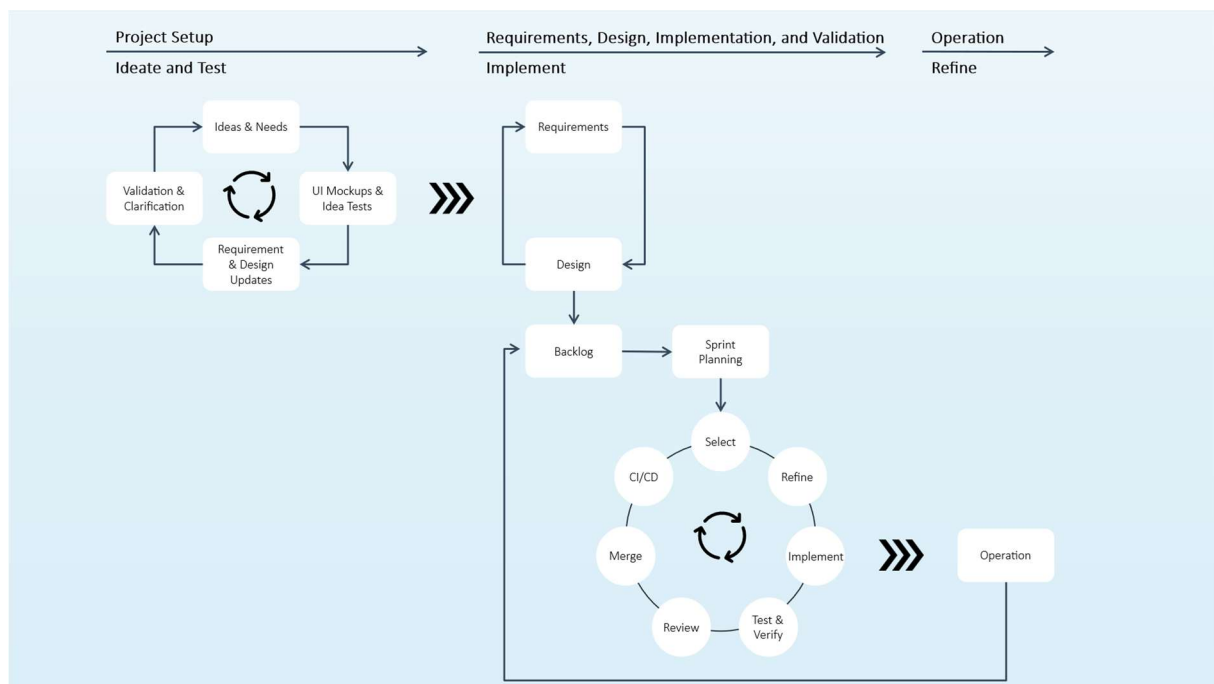 Project Setup
Ideate and Test
Requirements, Design, Implementation, and Validation
Implement
Operation
Refine
Ideas & Needs
UI Mockups &
Idea Tests
Requirement
& Design
Updates
Validation &
Clarification
Requirements
Design
Backlog
Sprint
Planning
Select
Refine
Implement
Test &
Verify
Review
Merge
CI/CD
Operation